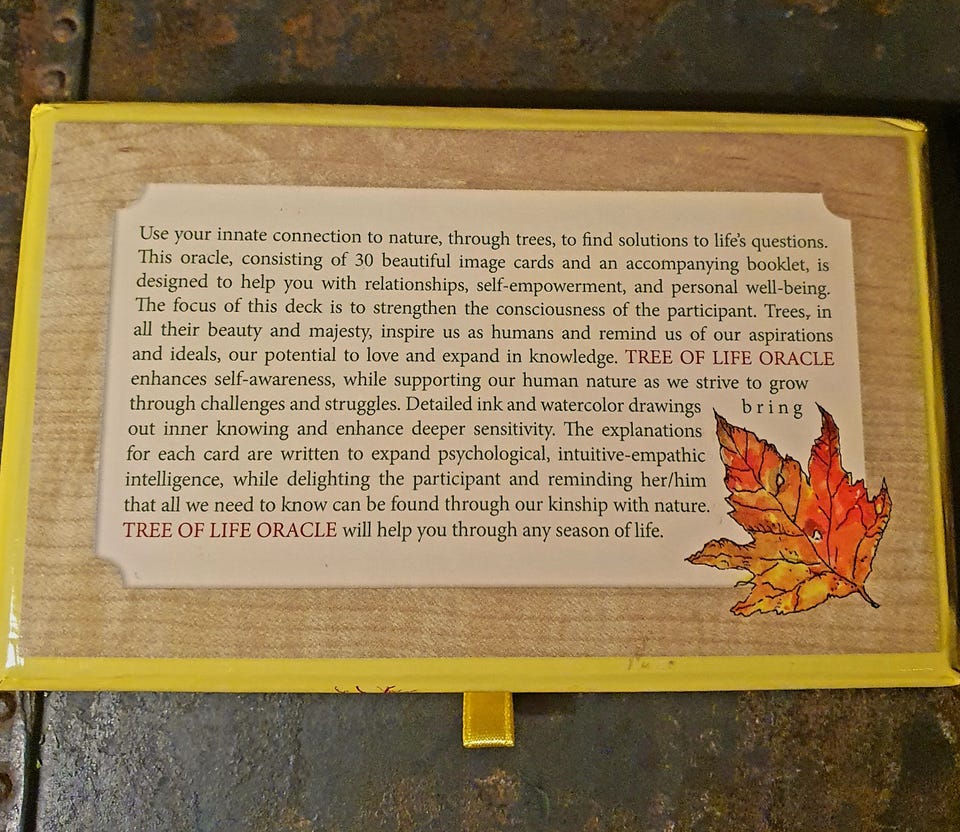 Use your innate connection to nature, through trees, to find solutions to life's questions.
This oracle, consisting of 30 beautiful image cards and an accompanying booklet, is
designed to help you with relationships, self-empowerment, and personal well-being.
The focus of this deck is to strengthen the consciousness of the participant. Trees, in
all their beauty and majesty, inspire us as humans and remind us of our aspirations
and ideals, our potential to love and expand in knowledge. TREE OF LIFE ORACLE
enhances self-awareness, while supporting our human nature as we strive to grow
through challenges and struggles. Detailed ink and watercolor drawings bring
out inner knowing and enhance deeper sensitivity. The explanations
for each card are written to expand psychological, intuitive-empathic
intelligence, while delighting the participant and reminding her/him
that all we need to know can be found through our kinship with nature.
TREE OF LIFE ORACLE will help you through any season of life.